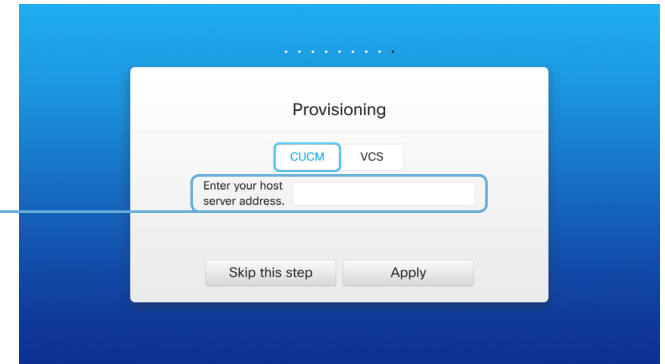 Provisioning
CUCM VCS
Enter your host
server address.
Skip this step Apply